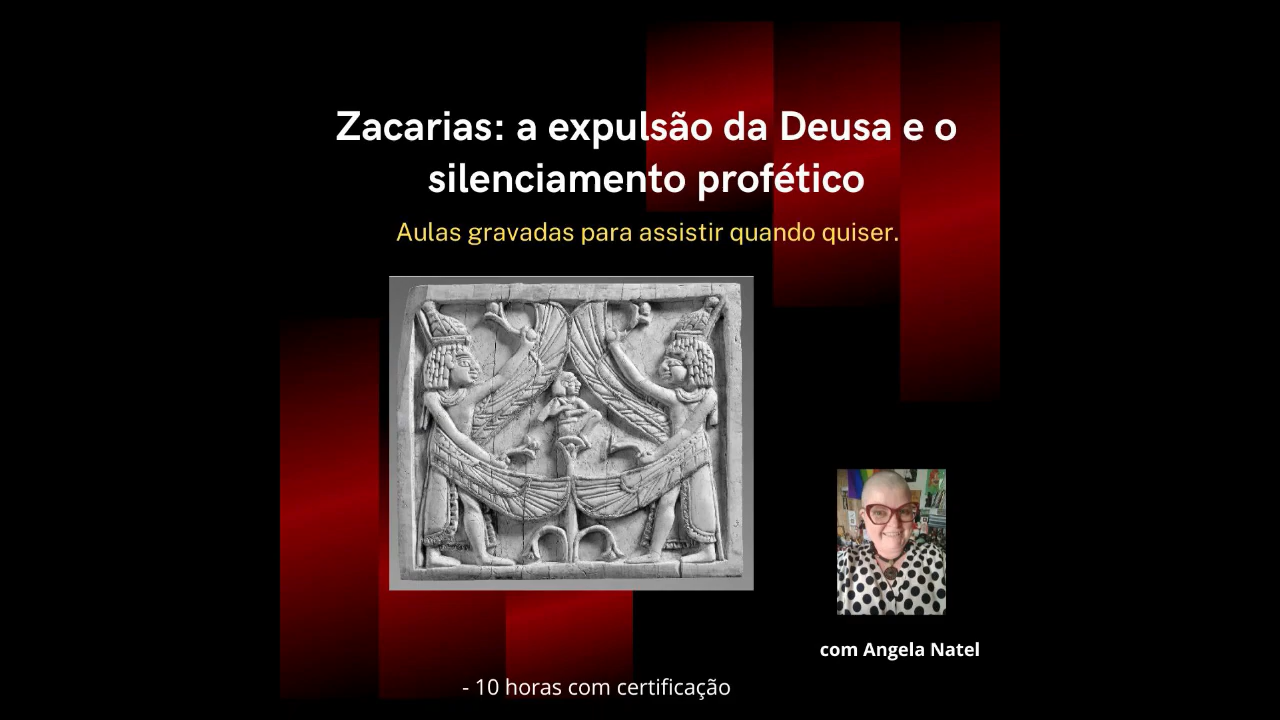 Zacarias: a expulsão da Deusa e o
silenciamento profético
Aulas gravadas para assistir quando quiser.
com Angela Natel
- 10 horas com certificação